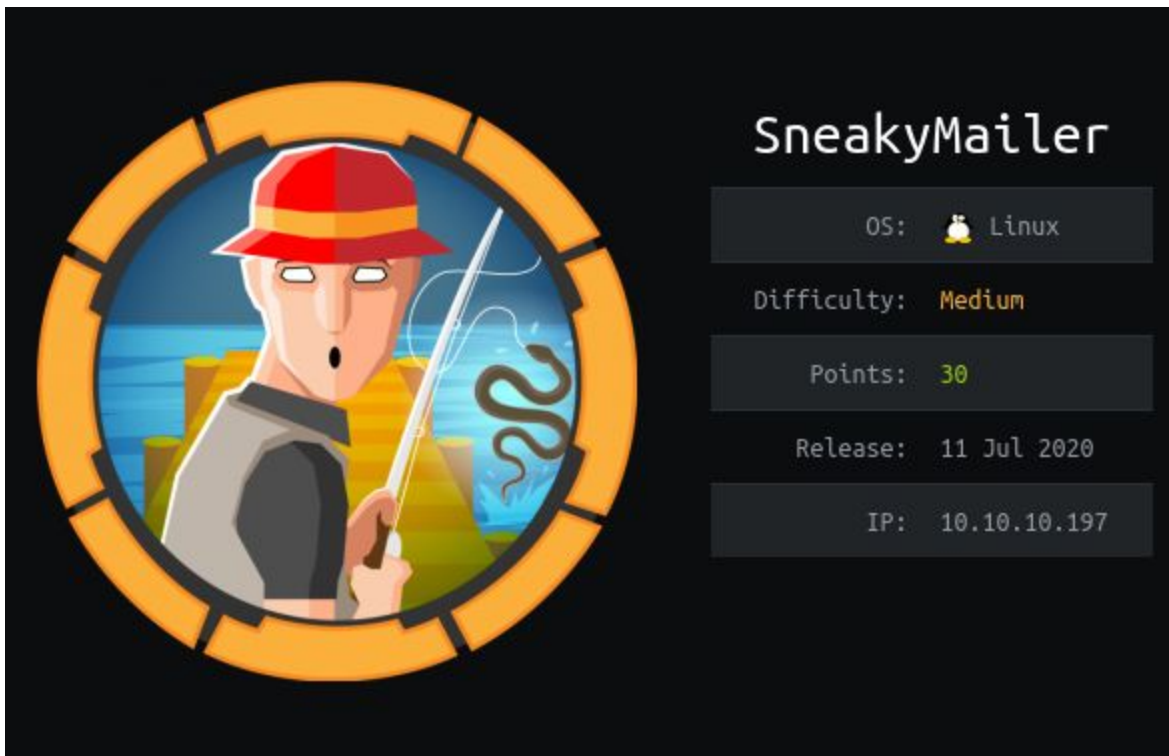 SneakyMailer
OS: Linux
Difficulty: Medium
Points: 30
Release: 11 Jul 2020
IP: 10.10.10.197